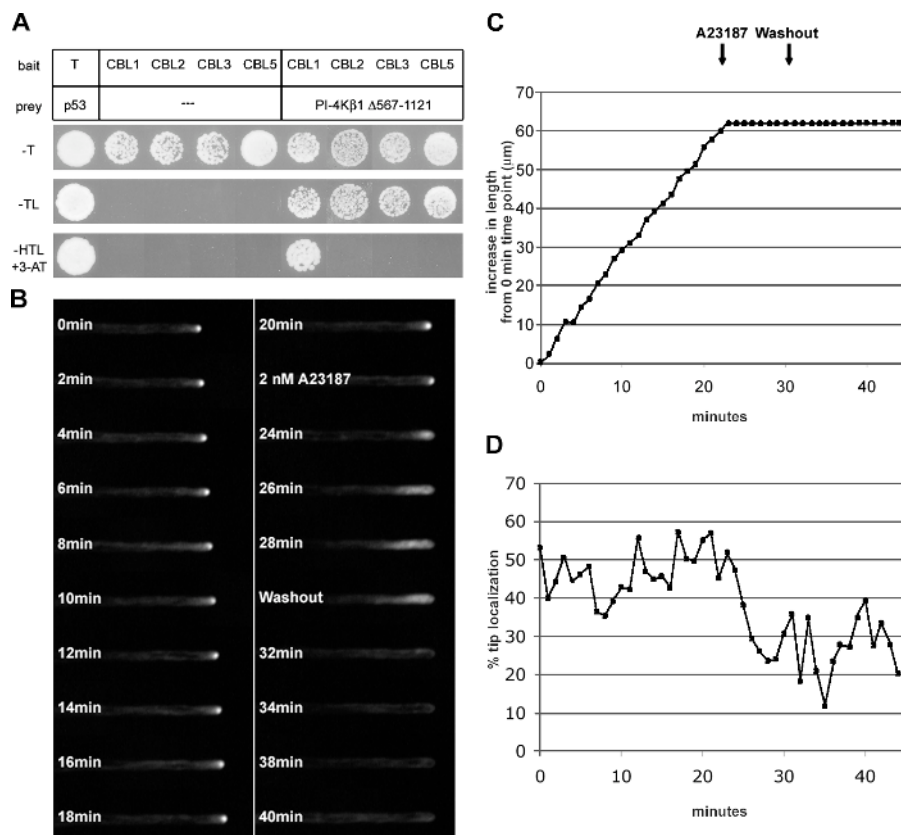 A
bait T CBL1 CBL2 CBL3 CBL5 CBL1 CBL2 CBL3 CBL5
prey p53 --- PI-4Kβ1 Δ567-1121
-T
-TL
-HTL
+3-AT
B
0min
2min
4min
6min
8min
10min
12min
14min
16min
18min
20min
2 nM A23187
24min
26min
28min
Washout
32min
34min
38min
40min
C
A23187 Washout
increase in length
from 0 min time point (μm)
70
60
50
40
30
20
10
0
0 10 20 30 40
minutes
D
% tip localization
70
60
50
40
30
20
10
0
0 10 20 30 40
minutes